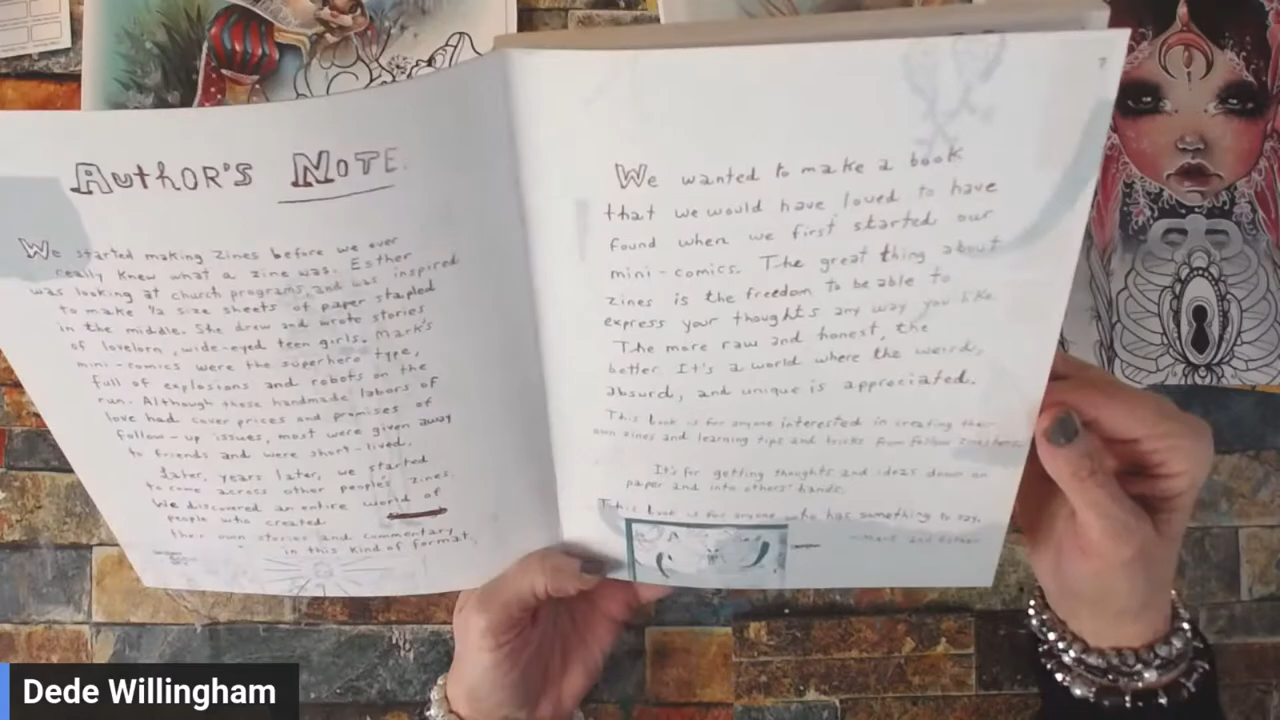 AUTHOR'S NOTE.
We started making zines before we ever
really knew what a zine was. Esther
was looking at church programs and was inspired
to make ½ size sheets of paper stapled
in the middle. She drew and wrote stories
of lovelorn, wide-eyed teen girls. Mark's
mini-comics were the superhero type,
full of explosions and robots on the
run. Although these handmade labors of
love had cover prices and promises of
follow-up issues, most were given away
to friends and were short-lived.
Later, years later, we started
to come across other people's zines.
We discovered an entire world of
people who created
their own stories and commentary
in this kind of format.
7
We wanted to make a book
that we would have loved to have
found when we first started our
mini-comics. The great thing about
zines is the freedom to be able to
express your thoughts any way you like.
The more raw and honest, the
better. It's a world where the weird,
absurd, and unique is appreciated.
This book is for anyone interested in creating their
own zines and learning tips and tricks from fellow zinesters.
It's for getting thoughts and ideas down on
paper and into others' hands.
This book is for anyone who has something to say.
—Mark and Esther
Dede Willingham